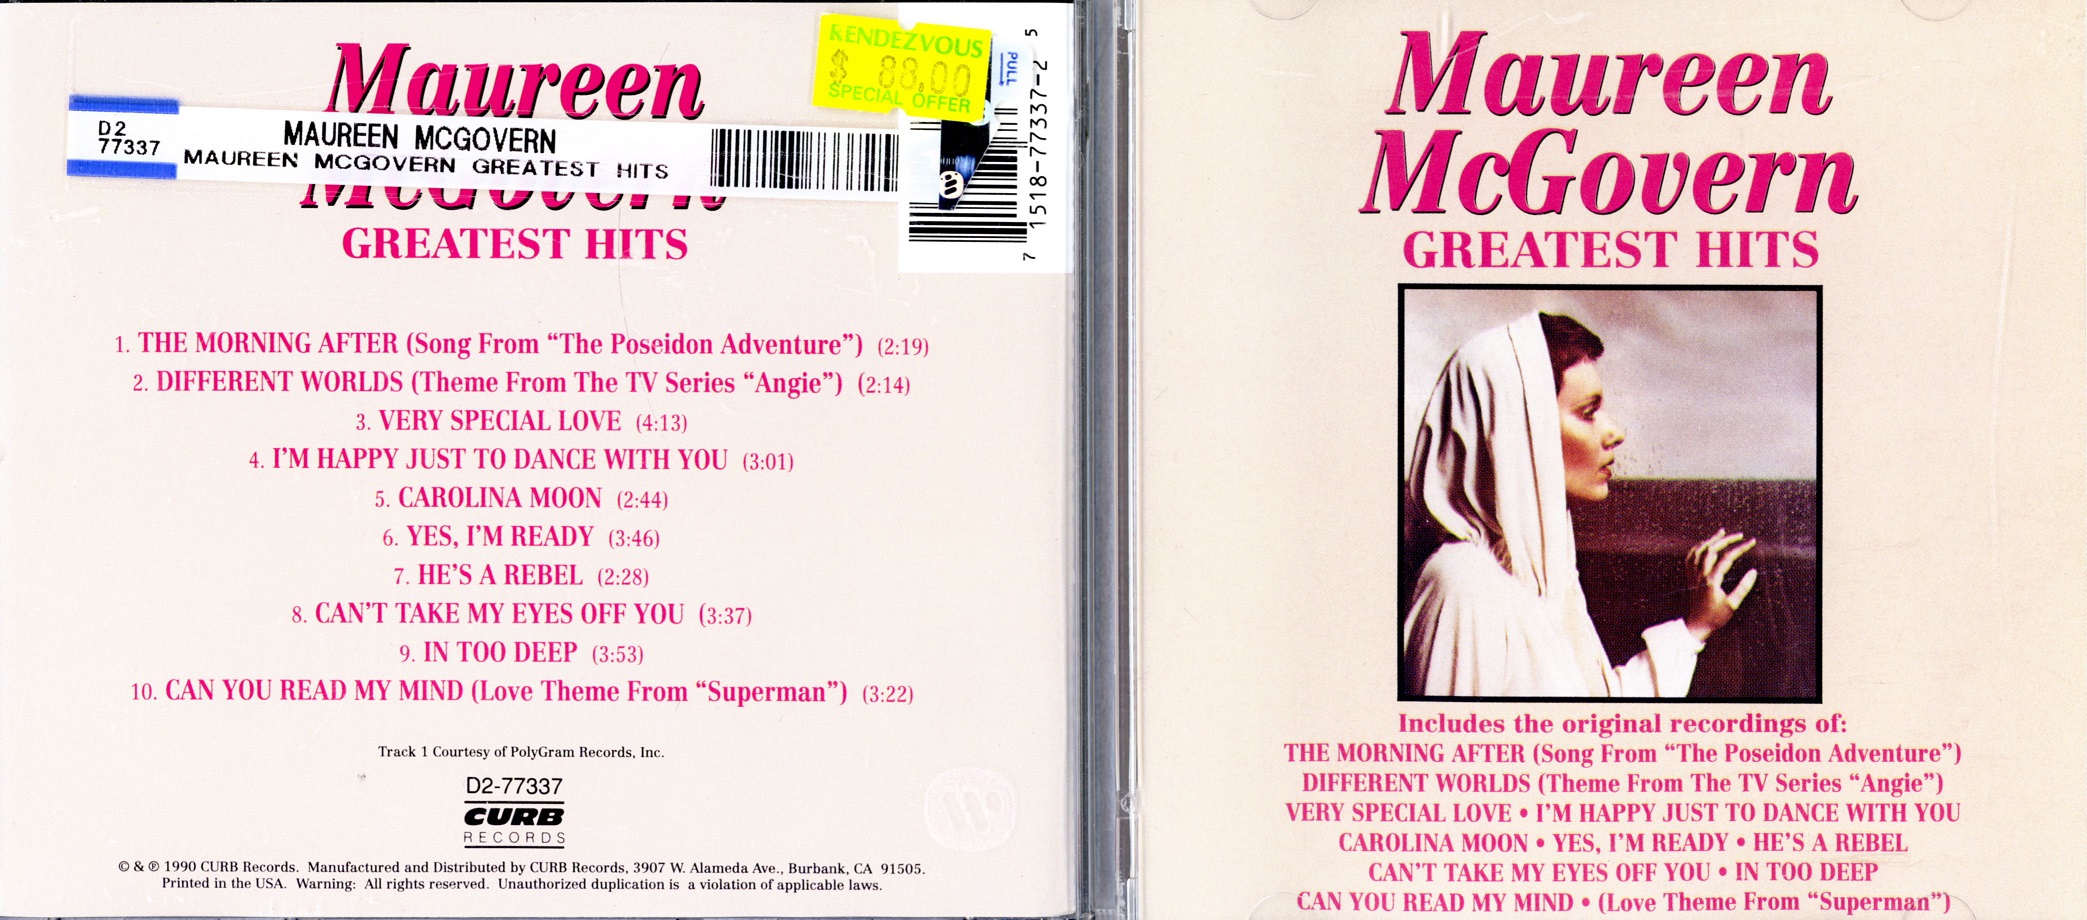 Maureen
D2
77337
MAUREEN MCGOVERN
MAUREEN MCGOVERN GREATEST HITS
McGovern
GREATEST HITS
RENDEZVOUS
$ 88.00
SPECIAL OFFER
PULL
7 1518-77337-2 5
1. THE MORNING AFTER (Song From “The Poseidon Adventure”) (2:19)
2. DIFFERENT WORLDS (Theme From The TV Series “Angie”) (2:14)
3. VERY SPECIAL LOVE (4:13)
4. I’M HAPPY JUST TO DANCE WITH YOU (3:01)
5. CAROLINA MOON (2:44)
6. YES, I’M READY (3:46)
7. HE’S A REBEL (2:28)
8. CAN’T TAKE MY EYES OFF YOU (3:37)
9. IN TOO DEEP (3:53)
10. CAN YOU READ MY MIND (Love Theme From “Superman”) (3:22)
Track 1 Courtesy of PolyGram Records, Inc.
D2-77337
CURB
RECORDS
© & ℗ 1990 CURB Records. Manufactured and Distributed by CURB Records, 3907 W. Alameda Ave., Burbank, CA 91505.
Printed in the USA. Warning: All rights reserved. Unauthorized duplication is a violation of applicable laws.
Maureen
McGovern
GREATEST HITS
Includes the original recordings of:
THE MORNING AFTER (Song From “The Poseidon Adventure”)
DIFFERENT WORLDS (Theme From The TV Series “Angie”)
VERY SPECIAL LOVE • I’M HAPPY JUST TO DANCE WITH YOU
CAROLINA MOON • YES, I’M READY • HE’S A REBEL
CAN’T TAKE MY EYES OFF YOU • IN TOO DEEP
CAN YOU READ MY MIND • (Love Theme From “Superman”)